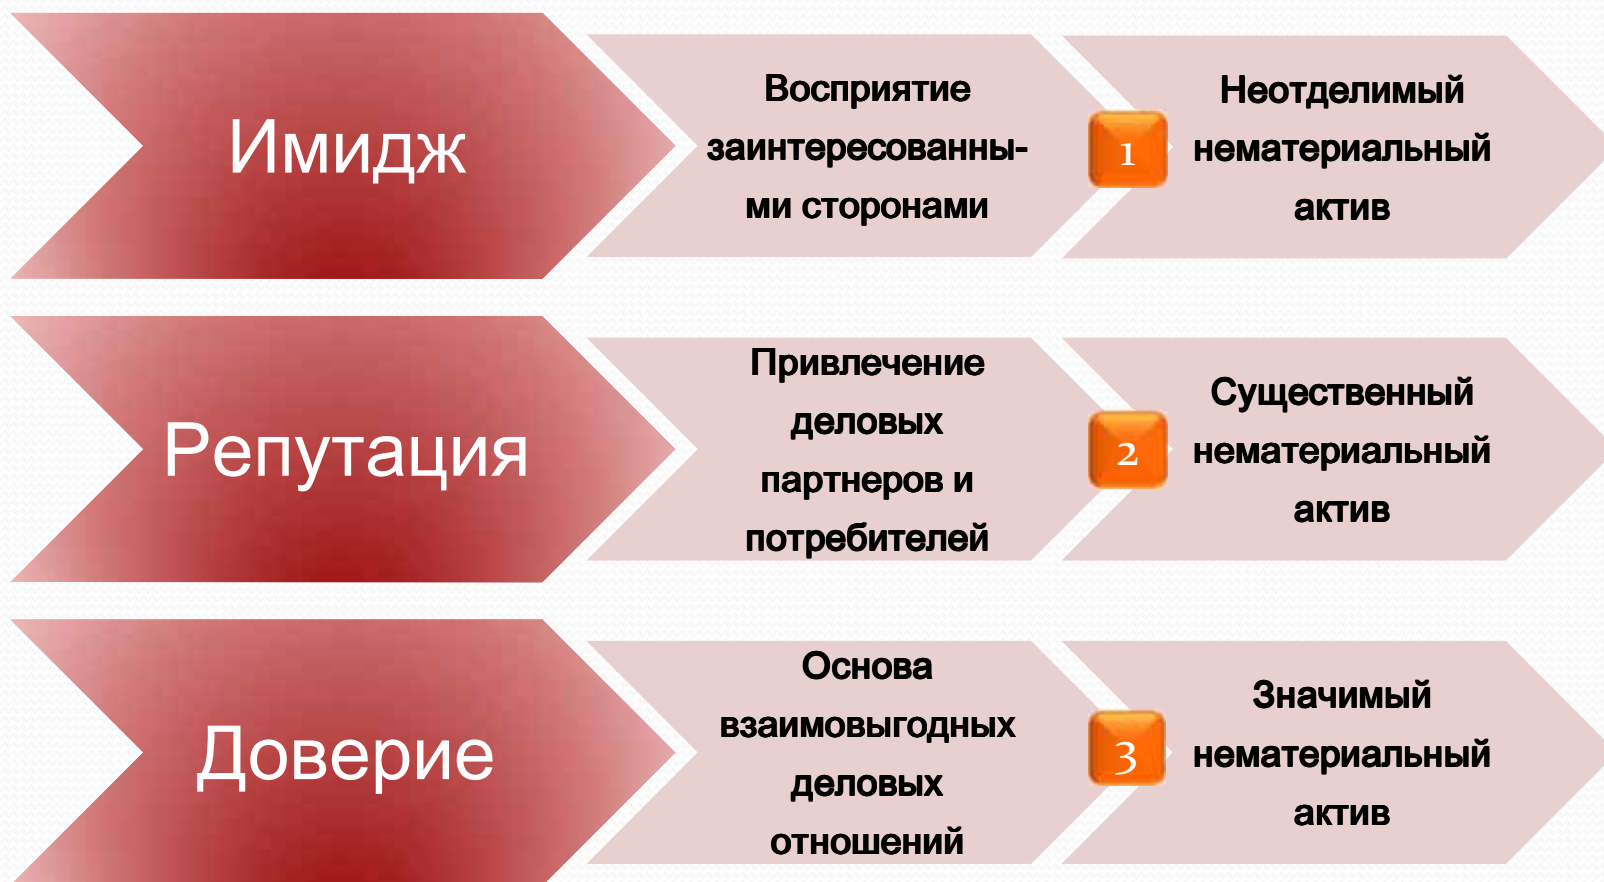 Имидж
Восприятие
заинтересованны-
ми сторонами
1
Неотделимый
нематериальный
актив
Репутация
Привлечение
деловых
партнеров и
потребителей
2
Существенный
нематериальный
актив
Доверие
Основа
взаимовыгодных
деловых
отношений
3
Значимый
нематериальный
актив